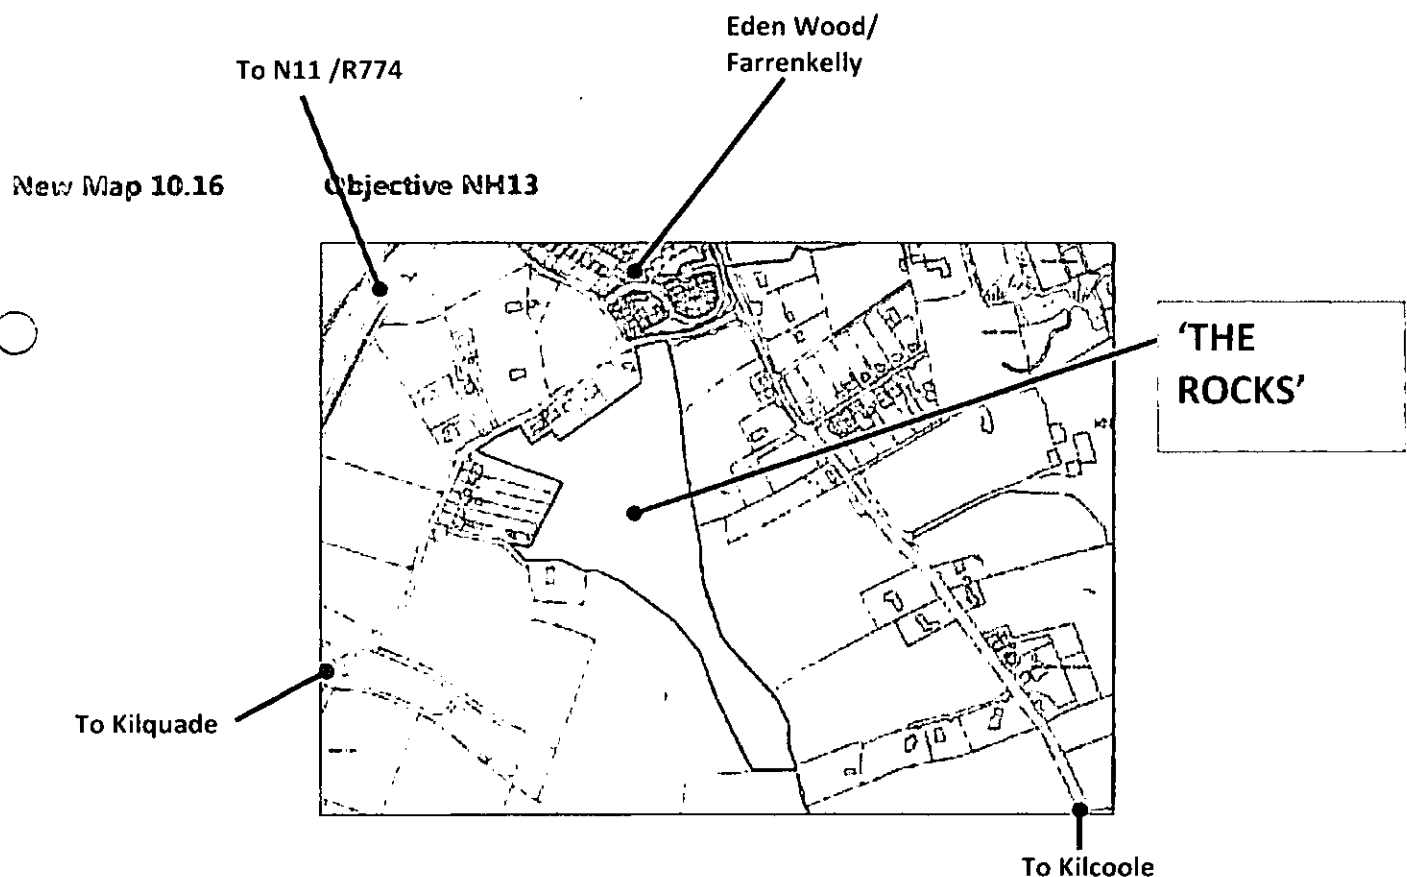 Eden Wood/
Farrenkelly
To N11 /R774
New Map 10.16 Objective NH13
'THE
ROCKS'
To Kilquade
To Kilcoole